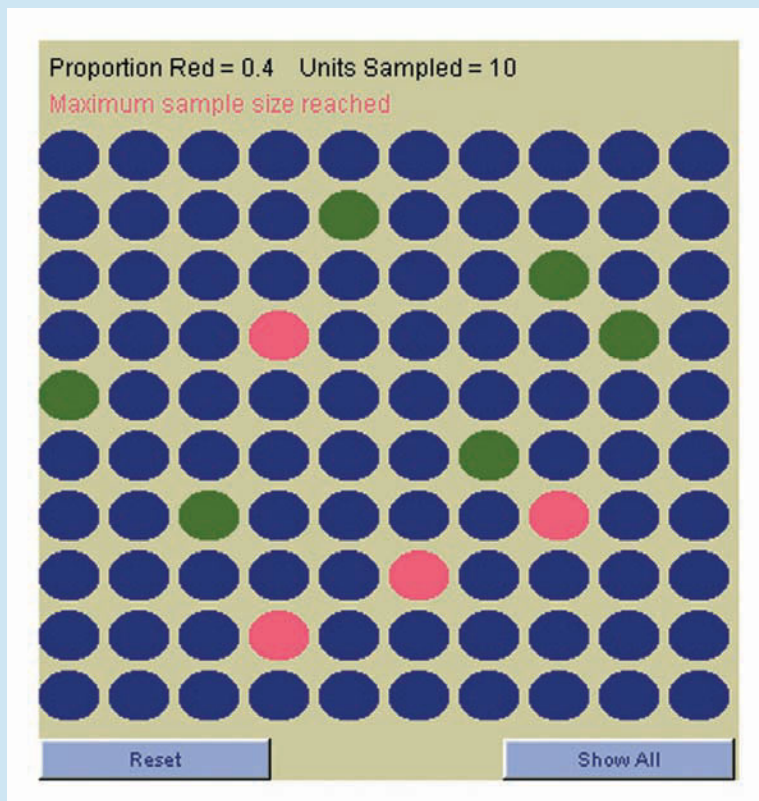 Proportion Red = 0.4 Units Sampled = 10
Maximum sample size reached
Reset Show All